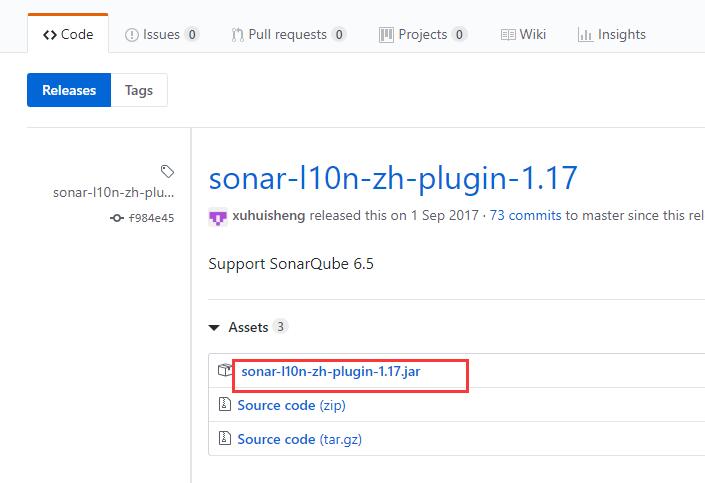 Code Issues 0 Pull requests 0 Projects 0 Wiki Insights
Releases Tags
sonar-l10n-zh-plu...
f984e45
sonar-l10n-zh-plugin-1.17
xuhuisheng released this on 1 Sep 2017 · 73 commits to master since this rel
Support SonarQube 6.5
Assets 3
sonar-l10n-zh-plugin-1.17.jar
Source code (zip)
Source code (tar.gz)